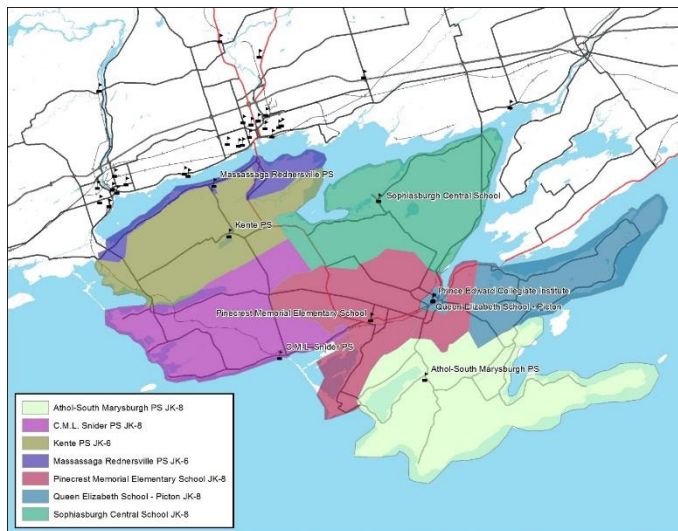 Massassaga Rednersville PS
Sophiasburgh Central School
Kente PS
Prince Edward Collegiate Institute
Queen Elizabeth School - Picton
Pinecrest Memorial Elementary School
C.M.L. Snider PS
Athol-South Marysburgh PS
Athol-South Marysburgh PS JK-8
C.M.L. Snider PS JK-8
Kente PS JK-6
Massassaga Rednersville PS JK-6
Pinecrest Memorial Elementary School JK-8
Queen Elizabeth School - Picton JK-8
Sophiasburgh Central School JK-8